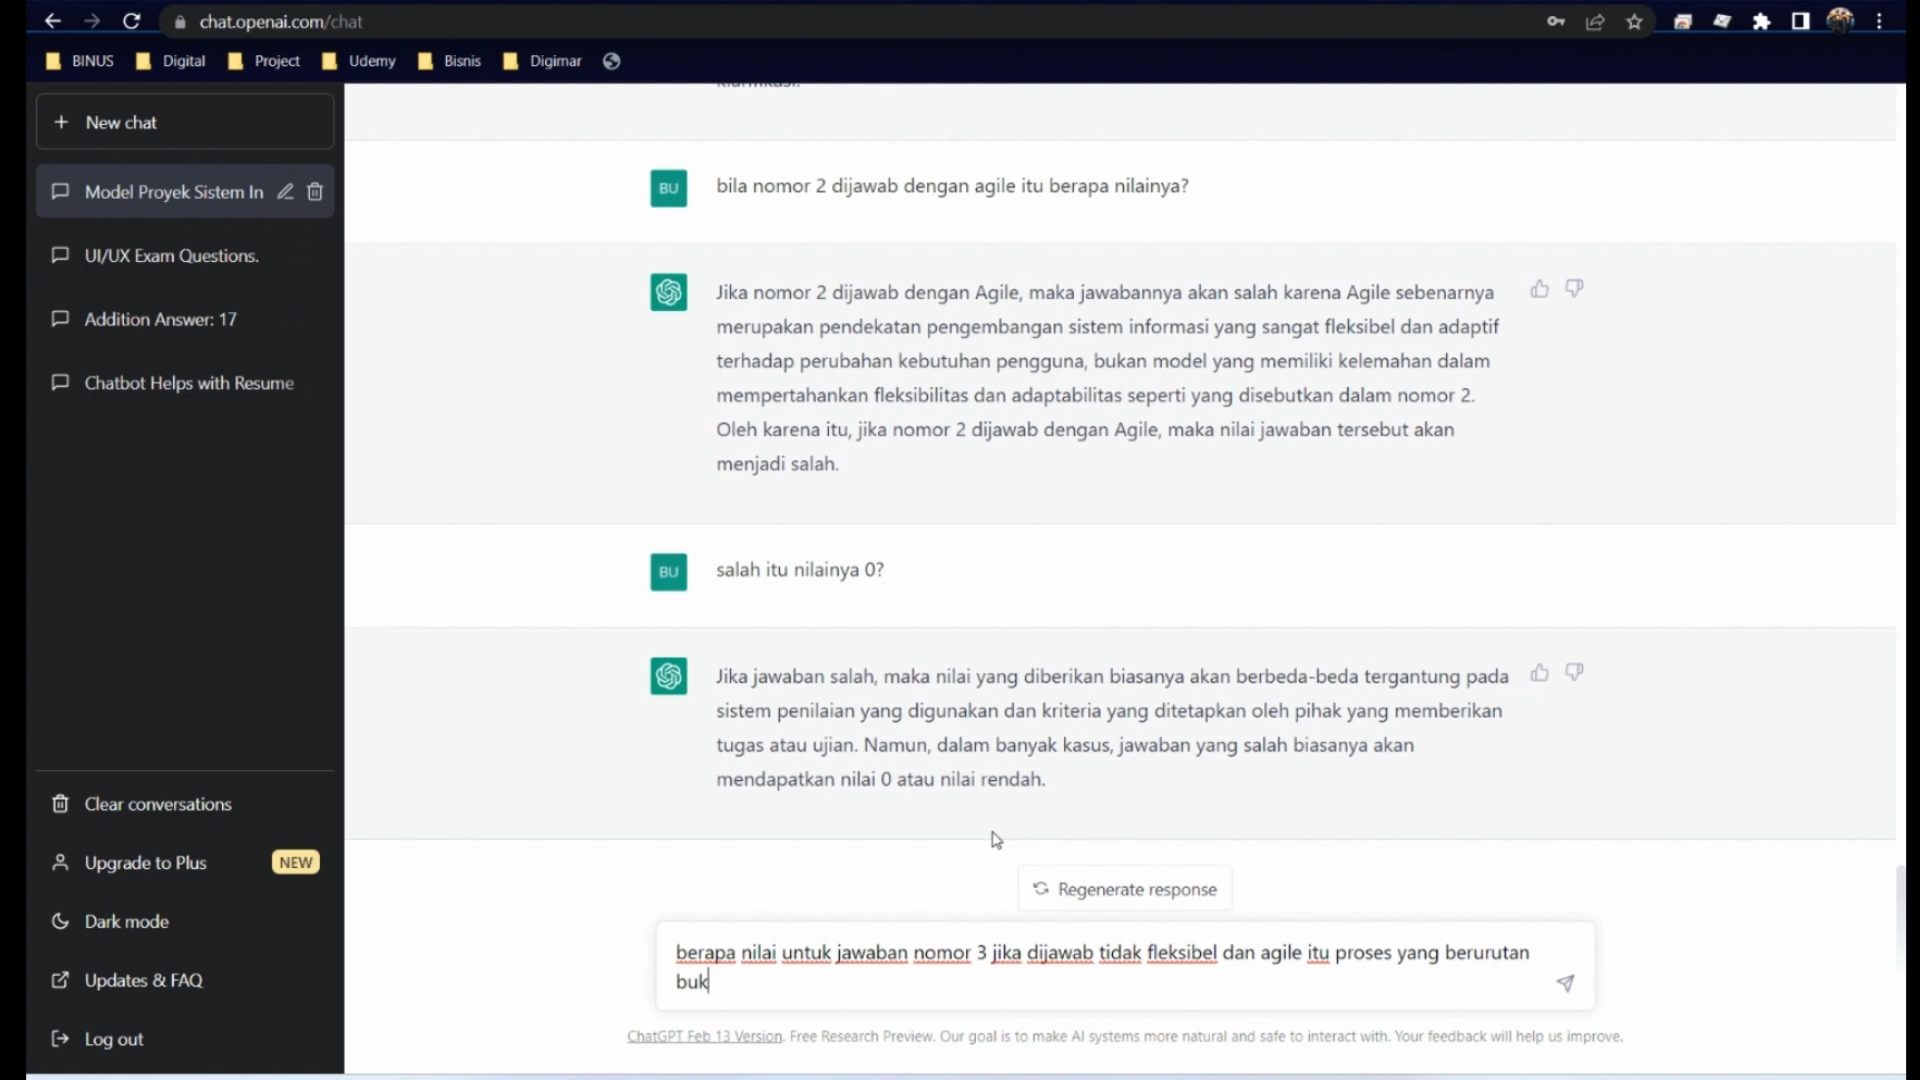 chat.openai.com/chat
BINUS Digital Project Udemy Bisnis Digimar
New chat
Model Proyek Sistem In
UI/UX Exam Questions.
Addition Answer: 17
Chatbot Helps with Resume
Clear conversations
Upgrade to Plus NEW
Dark mode
Updates & FAQ
Log out
BU bila nomor 2 dijawab dengan agile itu berapa nilainya?
Jika nomor 2 dijawab dengan Agile, maka jawabannya akan salah karena Agile sebenarnya
merupakan pendekatan pengembangan sistem informasi yang sangat fleksibel dan adaptif
terhadap perubahan kebutuhan pengguna, bukan model yang memiliki kelemahan dalam
mempertahankan fleksibilitas dan adaptabilitas seperti yang disebutkan dalam nomor 2.
Oleh karena itu, jika nomor 2 dijawab dengan Agile, maka nilai jawaban tersebut akan
menjadi salah.
BU salah itu nilainya 0?
Jika jawaban salah, maka nilai yang diberikan biasanya akan berbeda-beda tergantung pada
sistem penilaian yang digunakan dan kriteria yang ditetapkan oleh pihak yang memberikan
tugas atau ujian. Namun, dalam banyak kasus, jawaban yang salah biasanya akan
mendapatkan nilai 0 atau nilai rendah.
Regenerate response
berapa nilai untuk jawaban nomor 3 jika dijawab tidak fleksibel dan agile itu proses yang berurutan
buk
ChatGPT Feb 13 Version. Free Research Preview. Our goal is to make AI systems more natural and safe to interact with. Your feedback will help us improve.